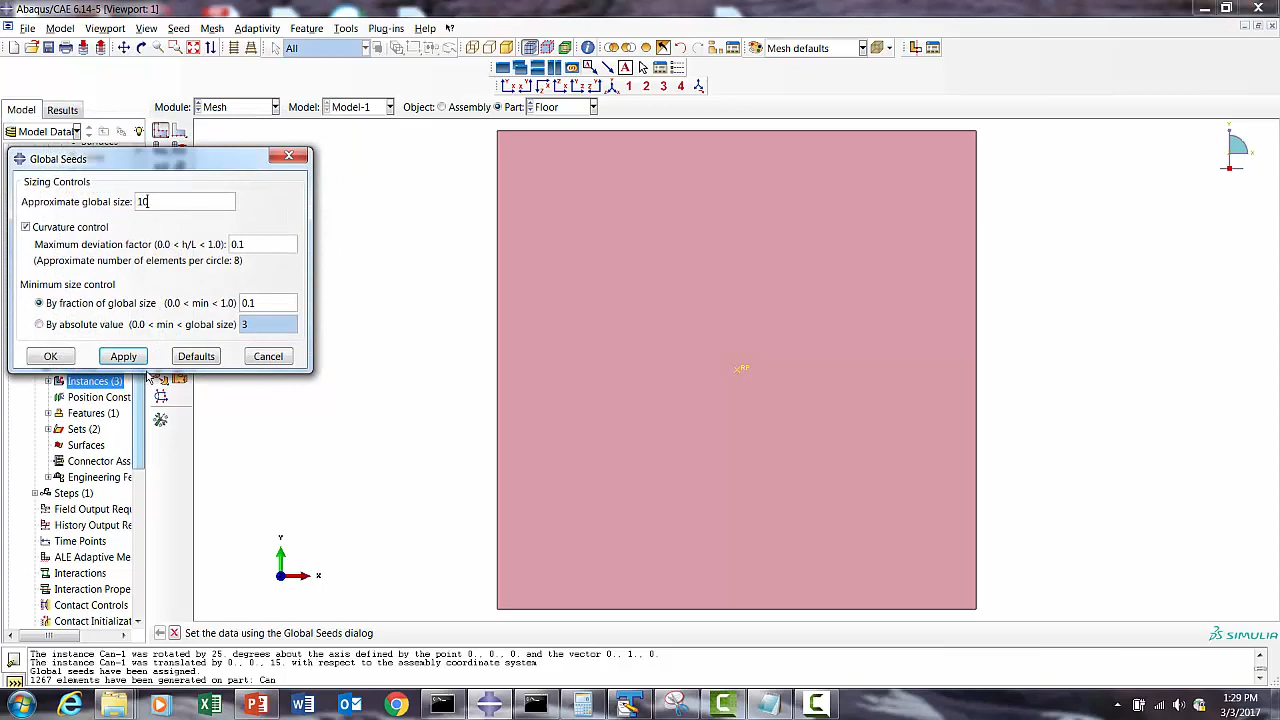 Abaqus/CAE 6.14-5 [Viewport: 1]
File Model Viewport View Seed Mesh Adaptivity Feature Tools Plug-ins Help
All Mesh defaults
A
1 2 3 4
Model Results Module: Mesh Model: Model-1 Object: Assembly Part: Floor
Model Data
Global Seeds
Sizing Controls
Approximate global size: 10
Curvature control
Maximum deviation factor (0.0 < h/L < 1.0): 0.1
(Approximate number of elements per circle: 8)
Minimum size control
By fraction of global size (0.0 < min < 1.0) 0.1
By absolute value (0.0 < min < global size) 3
OK Apply Defaults Cancel
RP
Instances (3)
Position Const
Features (1)
Sets (2)
Surfaces
Connector Ass
Engineering Fe
Steps (1)
Field Output Requ
History Output Re
Time Points
ALE Adaptive Me
Interactions
Interaction Prope
Contact Controls
Contact Initializat
Y
X
Set the data using the Global Seeds dialog
SIMULIA
The instance Can-1 was rotated by 25. degrees about the axis defined by the point 0., 0., 0. and the vector 0., 1., 0.
The instance Can-1 was translated by 0., 0., 15. with respect to the assembly coordinate system
Global seeds have been assigned.
1267 elements have been generated on part: Can
1:29 PM
3/3/2017